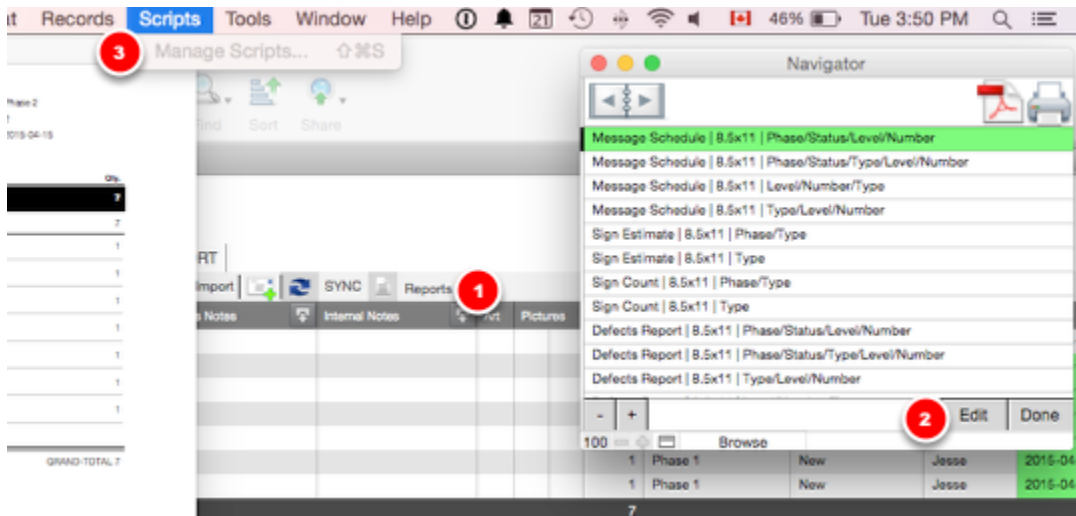 Records Scripts Tools Window Help 21 46% Tue 3:50 PM
3 Manage Scripts... ⇧⌘S
Navigator
Phase 2
2015-04-15
Find Sort Share
Qty.
7
7
1
1
1
1
1
1
1
GRAND-TOTAL 7
RT
Import SYNC Reports 1
Notes Internal Notes Art Pictures
Message Schedule | 8.5x11 | Phase/Status/Level/Number
Message Schedule | 8.5x11 | Phase/Status/Type/Level/Number
Message Schedule | 8.5x11 | Level/Number/Type
Message Schedule | 8.5x11 | Type/Level/Number
Sign Estimate | 8.5x11 | Phase/Type
Sign Estimate | 8.5x11 | Type
Sign Count | 8.5x11 | Phase/Type
Sign Count | 8.5x11 | Type
Defects Report | 8.5x11 | Phase/Status/Level/Number
Defects Report | 8.5x11 | Phase/Status/Type/Level/Number
Defects Report | 8.5x11 | Type/Level/Number
- + 2 Edit Done
100 Browse
1 Phase 1 New Jesse 2015-04
1 Phase 1 New Jesse 2015-04
7